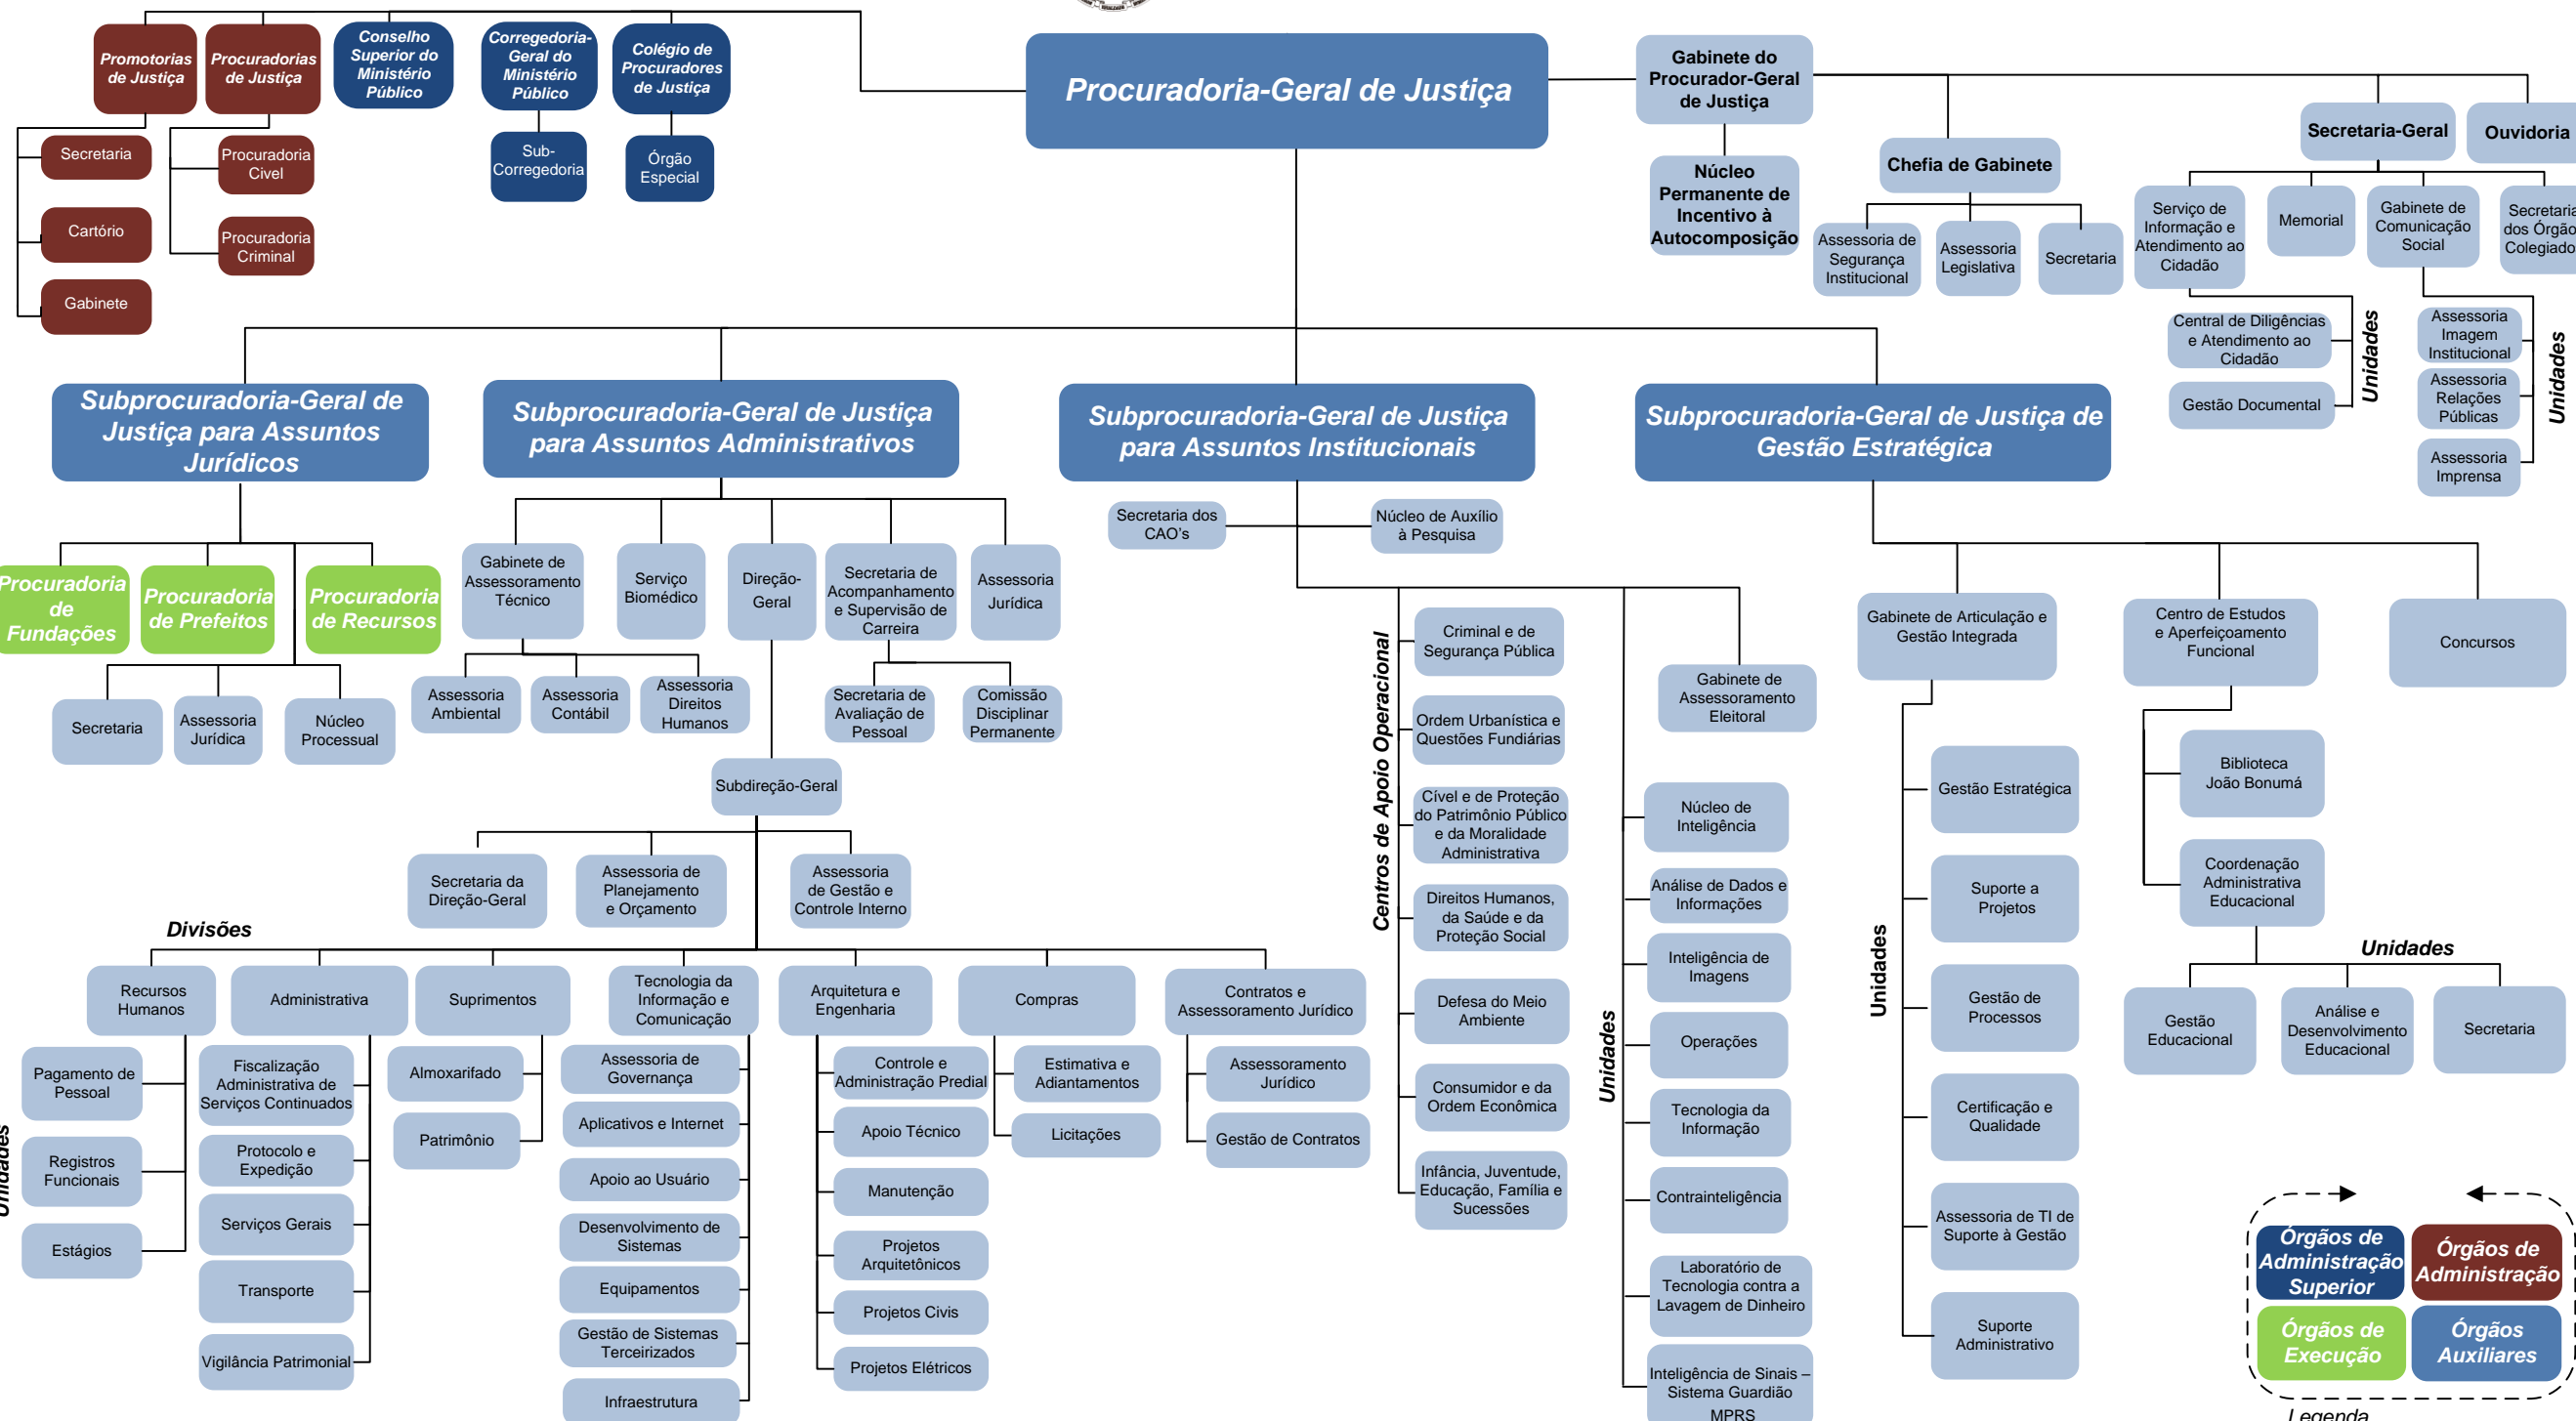 Promotorias
de Justiça
Procuradorias
de Justiça
Conselho
Superior do
Ministério
Público
Corregedoria-
Geral do
Ministério
Público
Colégio de
Procuradores
de Justiça
Procuradoria-Geral de Justiça
Gabinete do
Procurador-Geral
de Justiça
Secretaria-Geral
Ouvidoria
Secretaria
Cartório
Gabinete
Procuradoria
Civel
Procuradoria
Criminal
Sub-
Corregedoria
Órgão
Especial
Núcleo
Permanente de
Incentivo à
Autocomposição
Chefia de Gabinete
Assessoria de
Segurança
Institucional
Assessoria
Legislativa
Secretaria
Serviço de
Informação e
Atendimento ao
Cidadão
Memorial
Gabinete de
Comunicação
Social
Secretaria
dos Órgão
Colegiado
Central de Diligências
e Atendimento ao
Cidadão
Gestão Documental
Unidades
Assessoria
Imagem
Institucional
Assessoria
Relações
Públicas
Assessoria
Imprensa
Unidades
Subprocuradoria-Geral de
Justiça para Assuntos
Jurídicos
Subprocuradoria-Geral de Justiça
para Assuntos Administrativos
Subprocuradoria-Geral de Justiça
para Assuntos Institucionais
Subprocuradoria-Geral de Justiça de
Gestão Estratégica
Procuradoria
de
Fundações
Procuradoria
de Prefeitos
Procuradoria
de Recursos
Secretaria
Assessoria
Jurídica
Núcleo
Processual
Gabinete de
Assessoramento
Técnico
Serviço
Biomédico
Direção-
Geral
Secretaria de
Acompanhamento
e Supervisão de
Carreira
Assessoria
Jurídica
Assessoria
Ambiental
Assessoria
Contábil
Assessoria
Direitos
Humanos
Secretaria de
Avaliação de
Pessoal
Comissão
Disciplinar
Permanente
Subdireção-Geral
Secretaria da
Direção-Geral
Assessoria de
Planejamento
e Orçamento
Assessoria
de Gestão e
Controle Interno
Divisões
Recursos
Humanos
Administrativa
Suprimentos
Tecnologia da
Informação e
Comunicação
Arquitetura e
Engenharia
Compras
Contratos e
Assessoramento Jurídico
Unidades
Pagamento de
Pessoal
Registros
Funcionais
Estágios
Fiscalização
Administrativa de
Serviços Continuados
Protocolo e
Expedição
Serviços Gerais
Transporte
Vigilância Patrimonial
Almoxarifado
Patrimônio
Assessoria de
Governança
Aplicativos e Internet
Apoio ao Usuário
Desenvolvimento de
Sistemas
Equipamentos
Gestão de Sistemas
Terceirizados
Infraestrutura
Controle e
Administração Predial
Apoio Técnico
Manutenção
Projetos
Arquitetônicos
Projetos Civis
Projetos Elétricos
Estimativa e
Adiantamentos
Licitações
Assessoramento
Jurídico
Gestão de Contratos
Secretaria dos
CAO's
Núcleo de Auxílio
à Pesquisa
Centros de Apoio Operacional
Criminal e de
Segurança Pública
Ordem Urbanística e
Questões Fundiárias
Cível e de Proteção
do Patrimônio Público
e da Moralidade
Administrativa
Direitos Humanos,
da Saúde e da
Proteção Social
Defesa do Meio
Ambiente
Consumidor e da
Ordem Econômica
Infância, Juventude,
Educação, Família e
Sucessões
Gabinete de
Assessoramento
Eleitoral
Unidades
Núcleo de
Inteligência
Análise de Dados e
Informações
Inteligência de
Imagens
Operações
Tecnologia da
Informação
Contrainteligência
Laboratório de
Tecnologia contra a
Lavagem de Dinheiro
Inteligência de Sinais –
Sistema Guardião
MPRS
Gabinete de Articulação e
Gestão Integrada
Centro de Estudos
e Aperfeiçoamento
Funcional
Concursos
Unidades
Gestão Estratégica
Suporte a
Projetos
Gestão de
Processos
Certificação e
Qualidade
Assessoria de TI de
Suporte à Gestão
Suporte
Administrativo
Biblioteca
João Bonumá
Coordenação
Administrativa
Educacional
Unidades
Gestão
Educacional
Análise e
Desenvolvimento
Educacional
Secretaria
Órgãos de
Administração
Superior
Órgãos de
Administração
Órgãos de
Execução
Órgãos
Auxiliares
Legenda